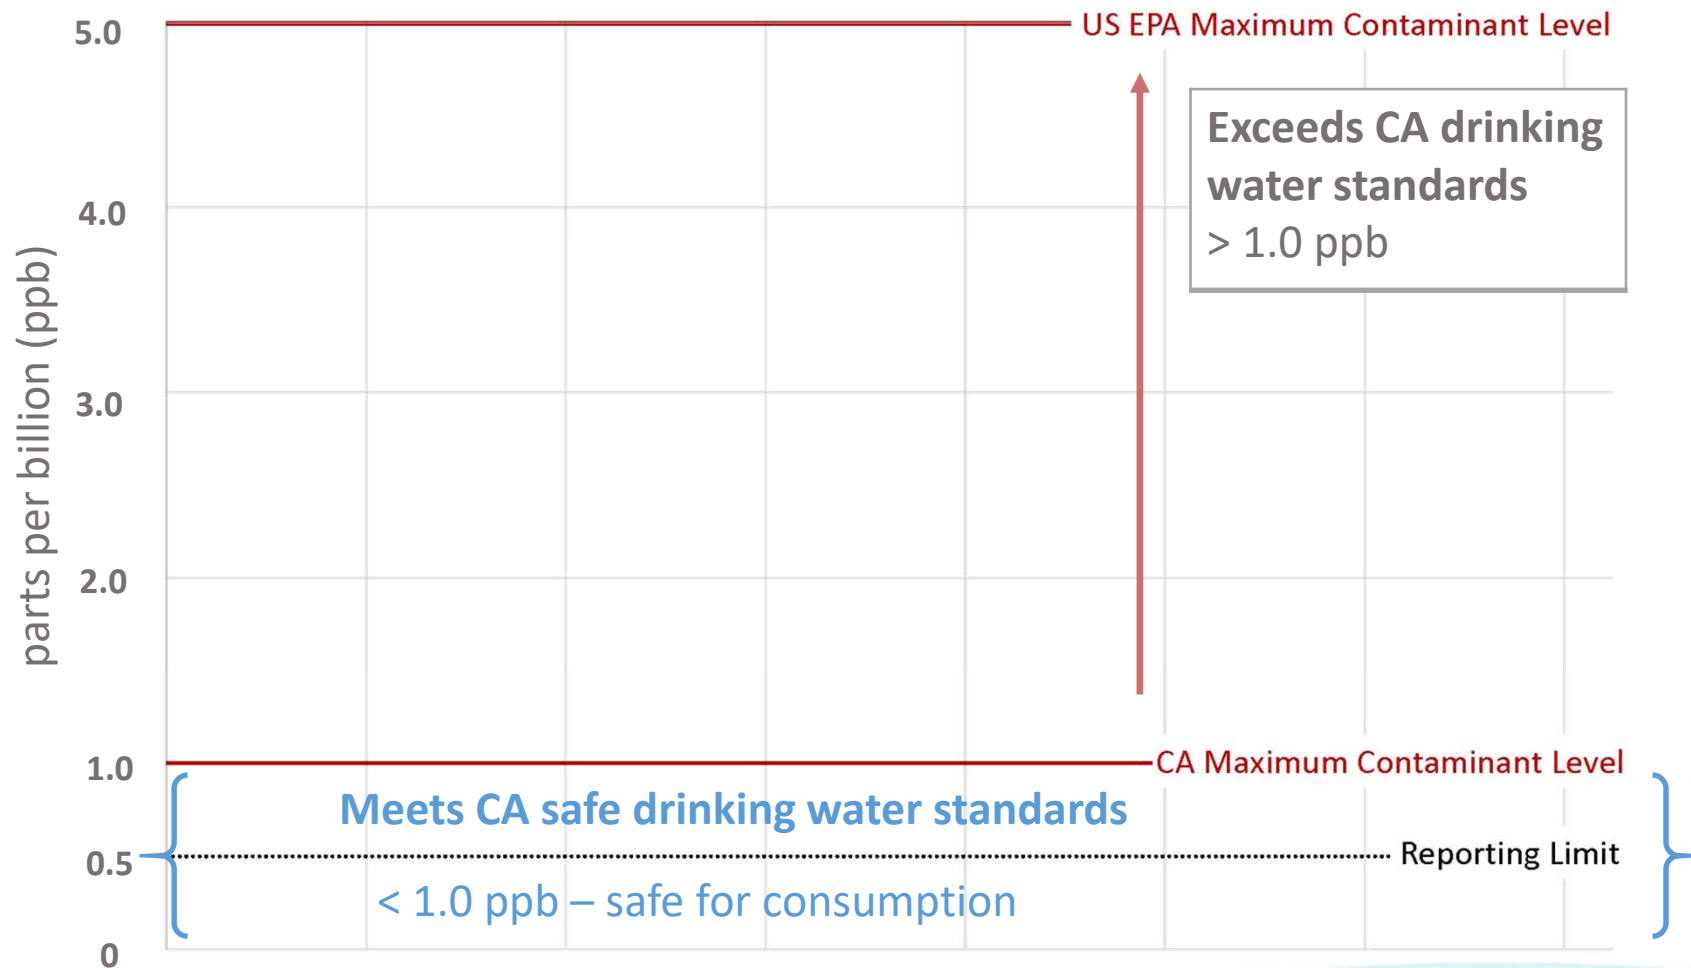 5.0
US EPA Maximum Contaminant Level
Exceeds CA drinking
water standards
> 1.0 ppb
4.0
parts per billion (ppb)
3.0
2.0
1.0
CA Maximum Contaminant Level
Meets CA safe drinking water standards
0.5
Reporting Limit
< 1.0 ppb – safe for consumption
0